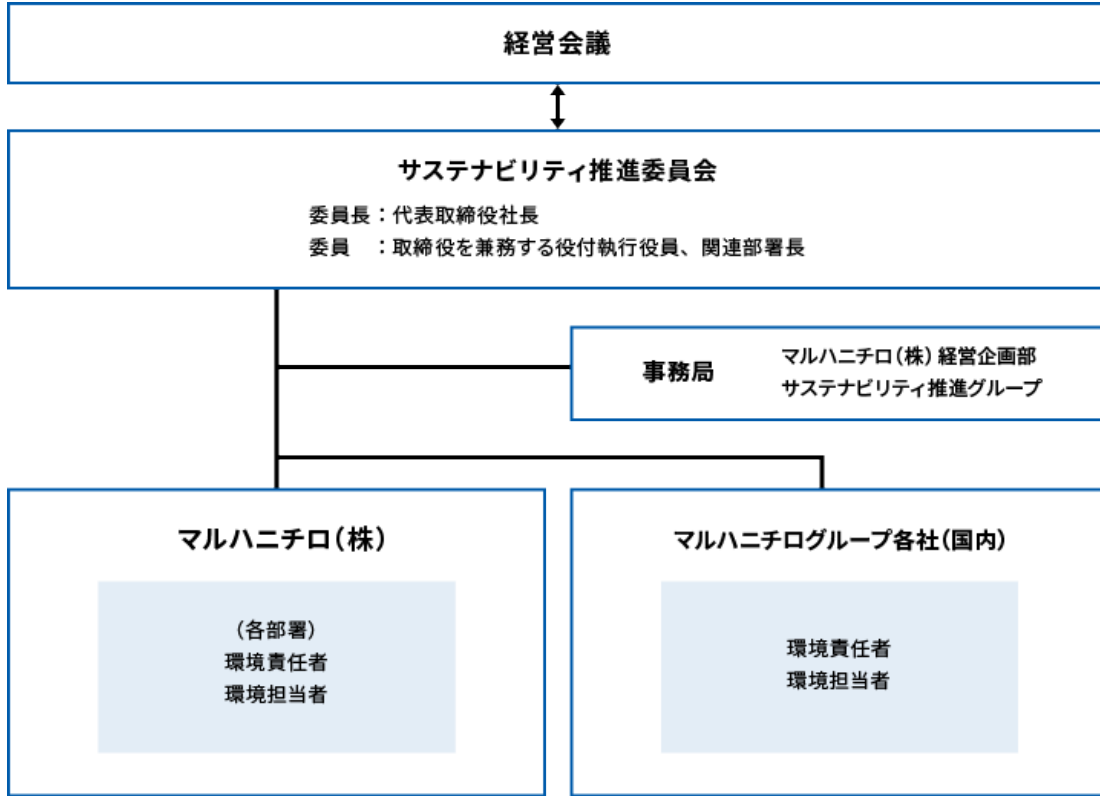 経営会議
サステナビリティ推進委員会
委員長：代表取締役社長
委員　：取締役を兼務する役付執行役員、関連部署長
事務局
マルハニチロ（株）経営企画部
サステナビリティ推進グループ
マルハニチロ（株）
（各部署）
環境責任者
環境担当者
マルハニチログループ各社（国内）
環境責任者
環境担当者